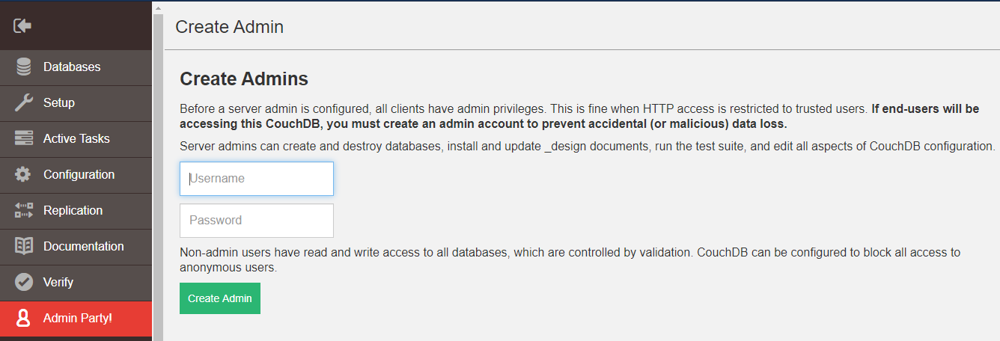 Create Admin
Databases
Setup
Active Tasks
Configuration
Replication
Documentation
Verify
Admin Party!
Create Admins
Before a server admin is configured, all clients have admin privileges. This is fine when HTTP access is restricted to trusted users. If end-users will be
accessing this CouchDB, you must create an admin account to prevent accidental (or malicious) data loss.
Server admins can create and destroy databases, install and update _design documents, run the test suite, and edit all aspects of CouchDB configuration.
Username
Password
Non-admin users have read and write access to all databases, which are controlled by validation. CouchDB can be configured to block all access to
anonymous users.
Create Admin